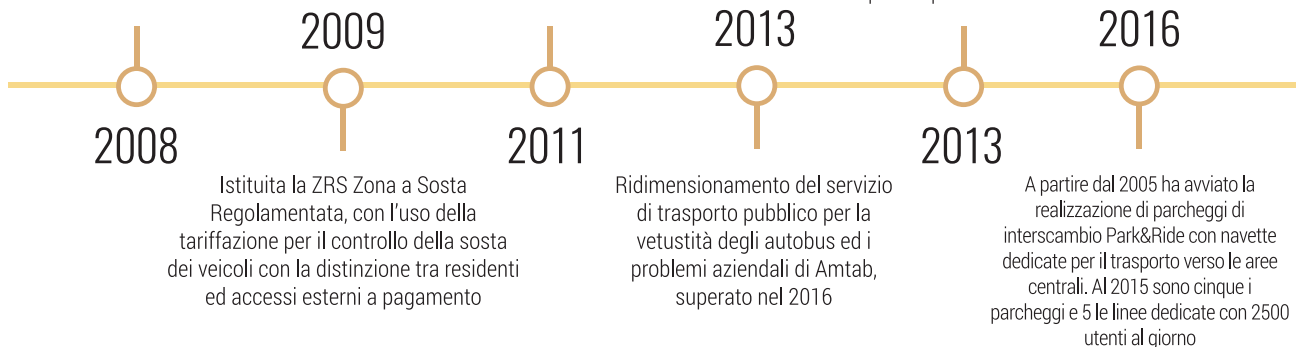 2009
2013
2016
2008
2011
2013
Istituita la ZRS Zona a Sosta
Regolamentata, con l'uso della
tariffazione per il controllo della sosta
dei veicoli con la distinzione tra residenti
ed accessi esterni a pagamento
Ridimensionamento del servizio
di trasporto pubblico per la
vetustità degli autobus ed i
problemi aziendali di Amtab,
superato nel 2016
A partire dal 2005 ha avviato la
realizzazione di parcheggi di
interscambio Park&Ride con navette
dedicate per il trasporto verso le aree
centrali. Al 2015 sono cinque i
parcheggi e 5 le linee dedicate con 2500
utenti al giorno